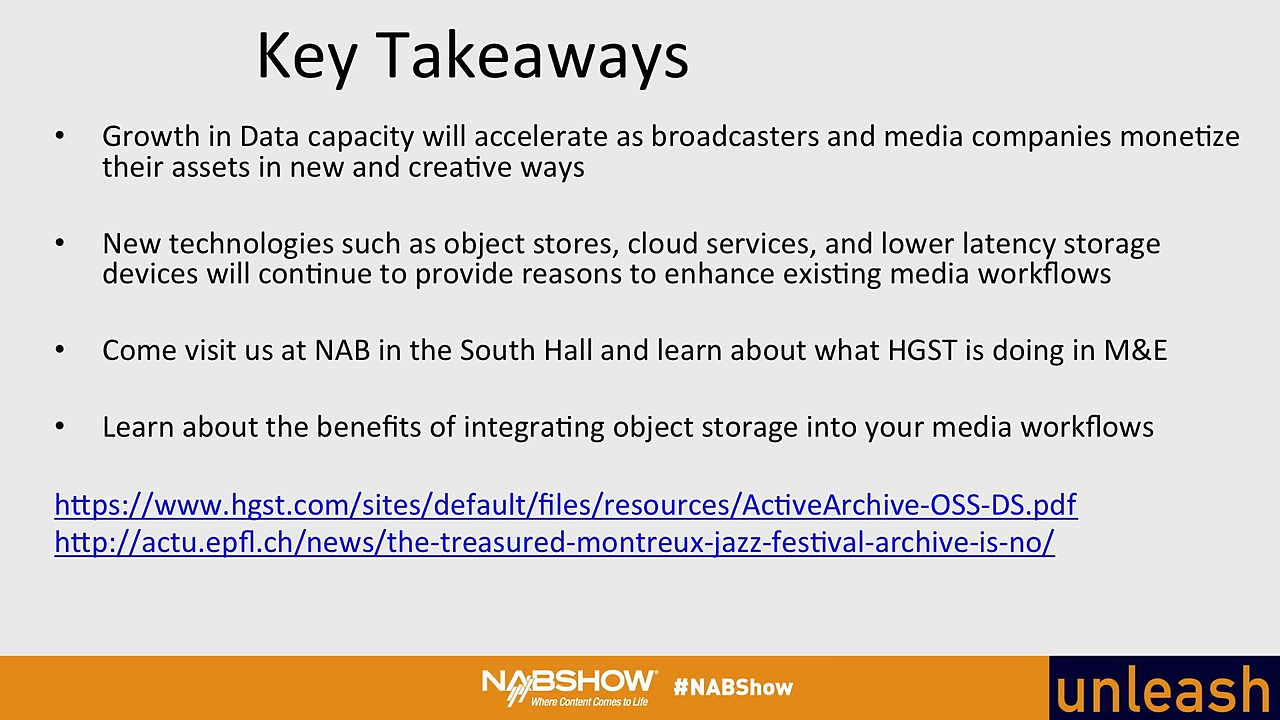 Key Takeaways
• Growth in Data capacity will accelerate as broadcasters and media companies monetize
their assets in new and creative ways
• New technologies such as object stores, cloud services, and lower latency storage
devices will continue to provide reasons to enhance existing media workflows
• Come visit us at NAB in the South Hall and learn about what HGST is doing in M&E
• Learn about the benefits of integrating object storage into your media workflows
https://www.hgst.com/sites/default/files/resources/ActiveArchive-OSS-DS.pdf
http://actu.epfl.ch/news/the-treasured-montreux-jazz-festival-archive-is-no/
NABSHOW®
Where Content Comes to Life
#NABShow
unleash